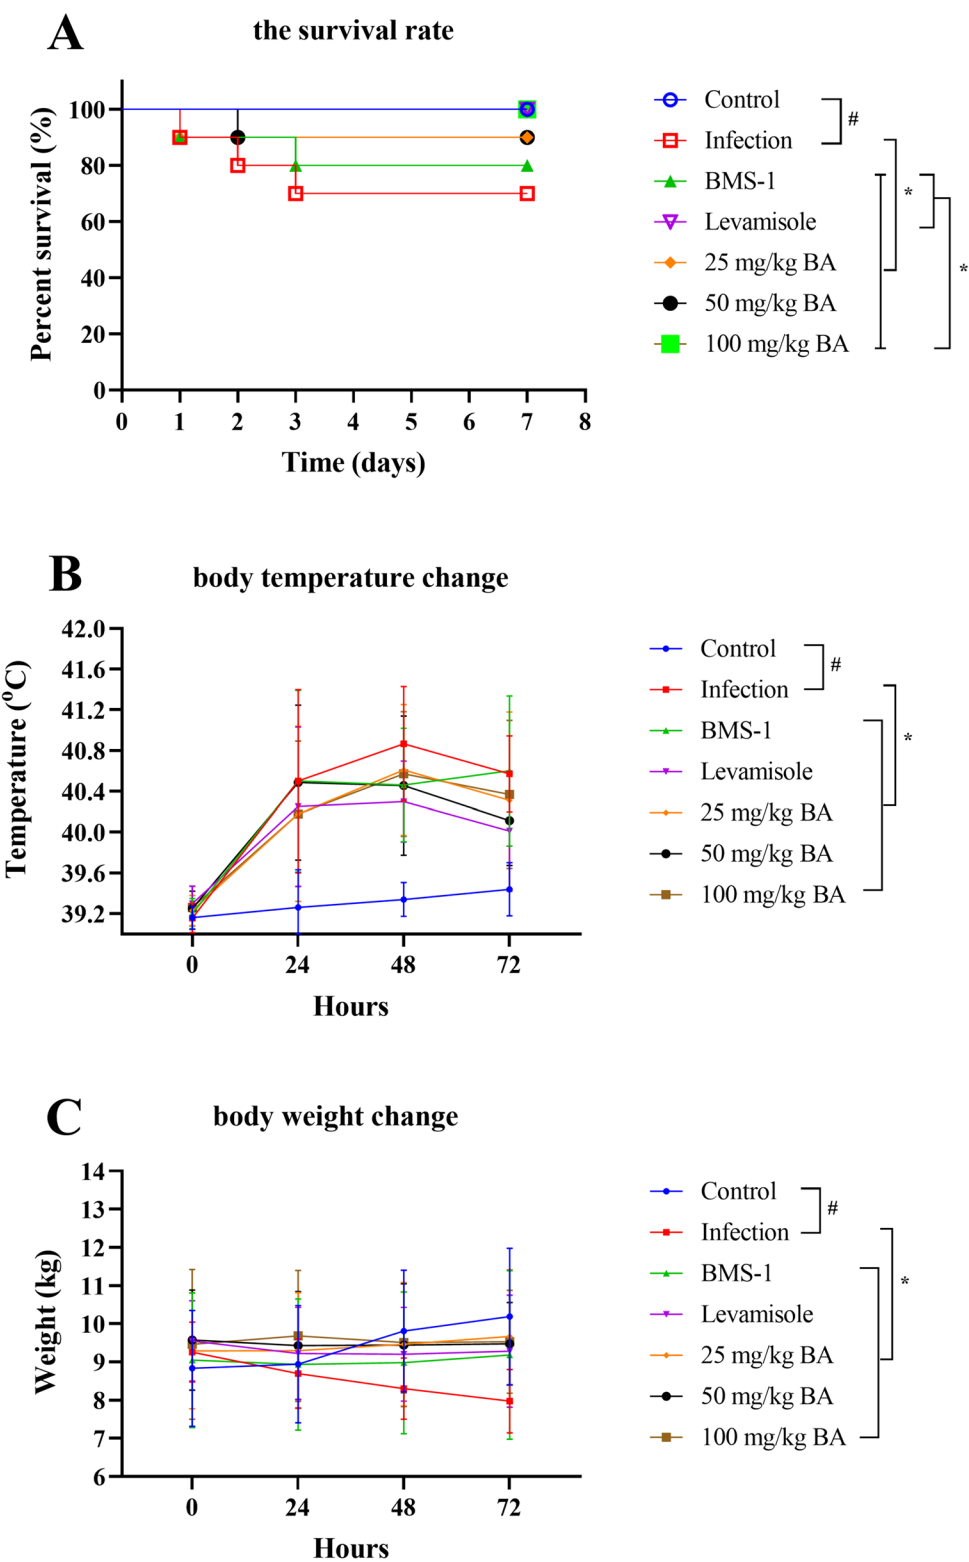 A
the survival rate
Percent survival (%)
100
80
60
40
20
0
0 1 2 3 4 5 6 7 8
Time (days)
Control
Infection
BMS-1
Levamisole
25 mg/kg BA
50 mg/kg BA
100 mg/kg BA
#
*
*
B
body temperature change
Temperature (°C)
42.0
41.6
41.2
40.8
40.4
40.0
39.6
39.2
0 24 48 72
Hours
Control
Infection
BMS-1
Levamisole
25 mg/kg BA
50 mg/kg BA
100 mg/kg BA
#
*
C
body weight change
Weight (kg)
14
13
12
11
10
9
8
7
6
0 24 48 72
Hours
Control
Infection
BMS-1
Levamisole
25 mg/kg BA
50 mg/kg BA
100 mg/kg BA
#
*